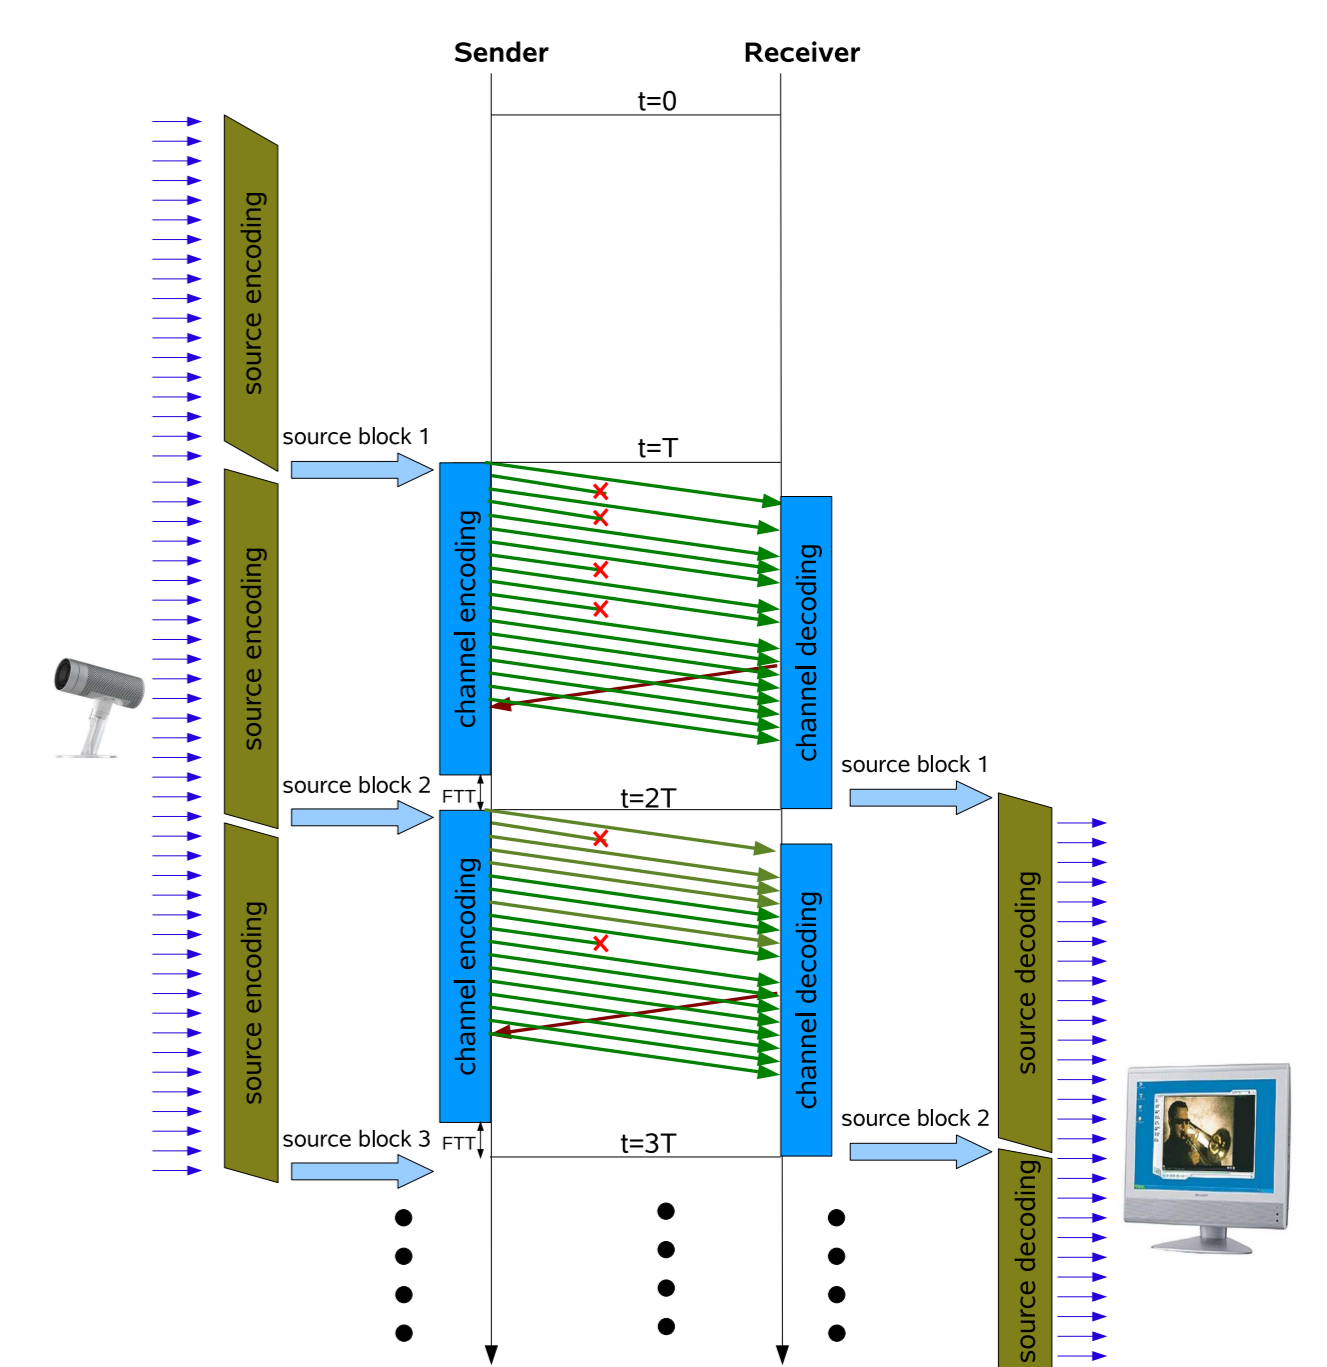 Sender
Receiver
t=0
source encoding
source block 1
t=T
channel encoding
channel decoding
source encoding
source block 2
FTT
t=2T
source block 1
channel encoding
channel decoding
source encoding
source decoding
source block 3
FTT
t=3T
source block 2
source decoding